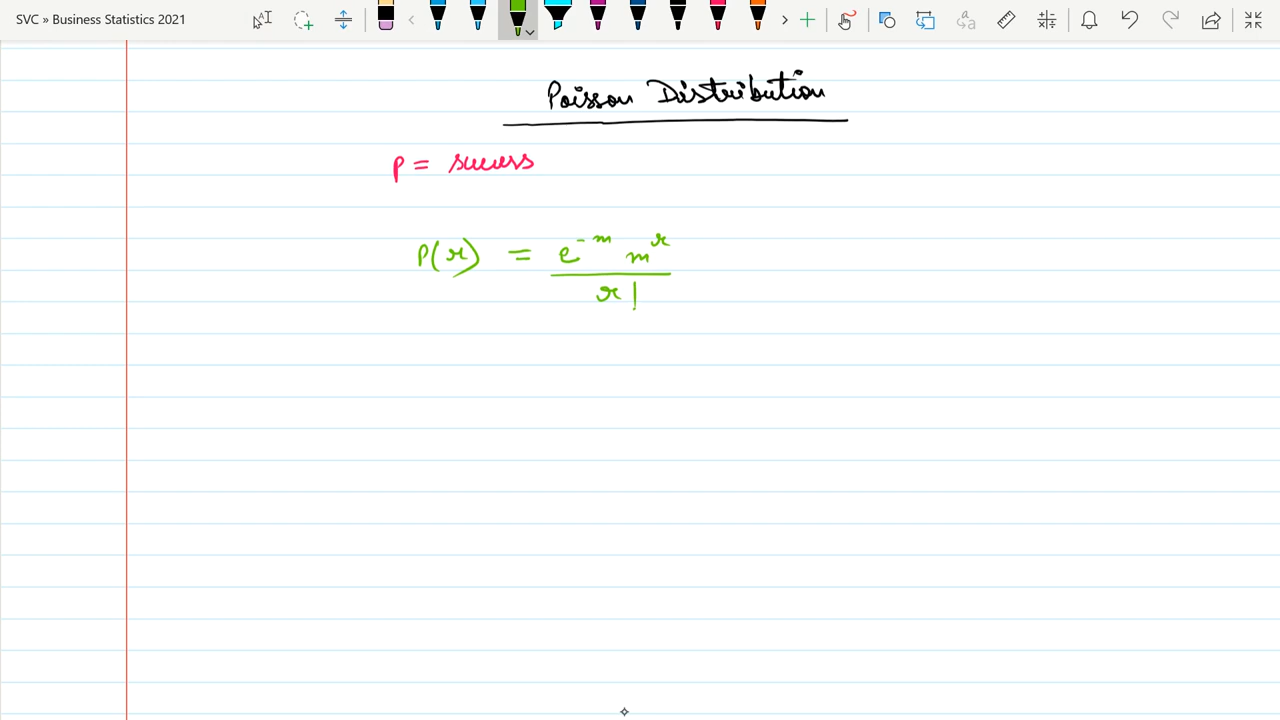 SVC » Business Statistics 2021
Poisson Distribution
P = success
P(r) = e^{-m} m^r
r!